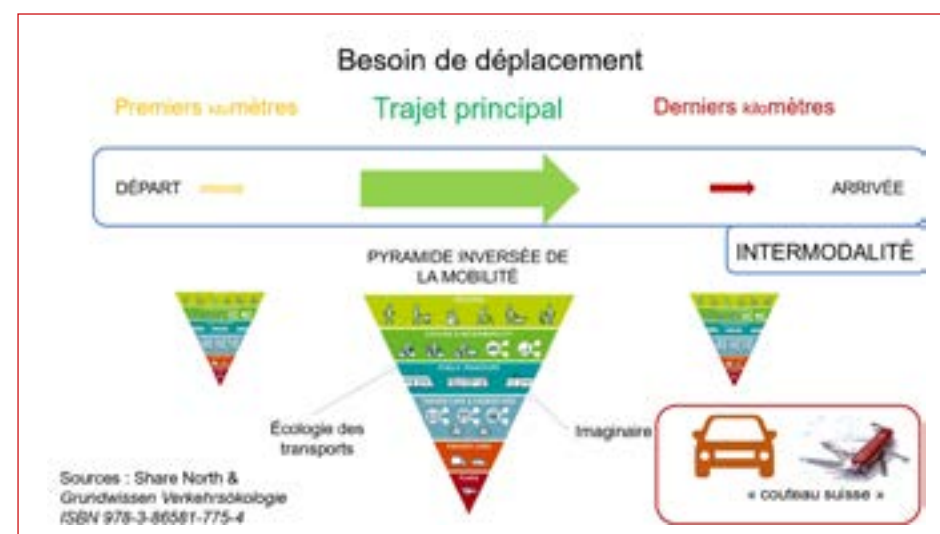 Besoin de déplacement
Premiers kilomètres
Trajet principal
Derniers kilomètres
DÉPART
ARRIVÉE
INTERMODALITÉ
PYRAMIDE INVERSÉE DE
LA MOBILITÉ
Écologie des
transports
Imaginaire
« couteau suisse »
Sources : Share North &
Grundwissen Verkehrsökologie
ISBN 978-3-86581-775-4